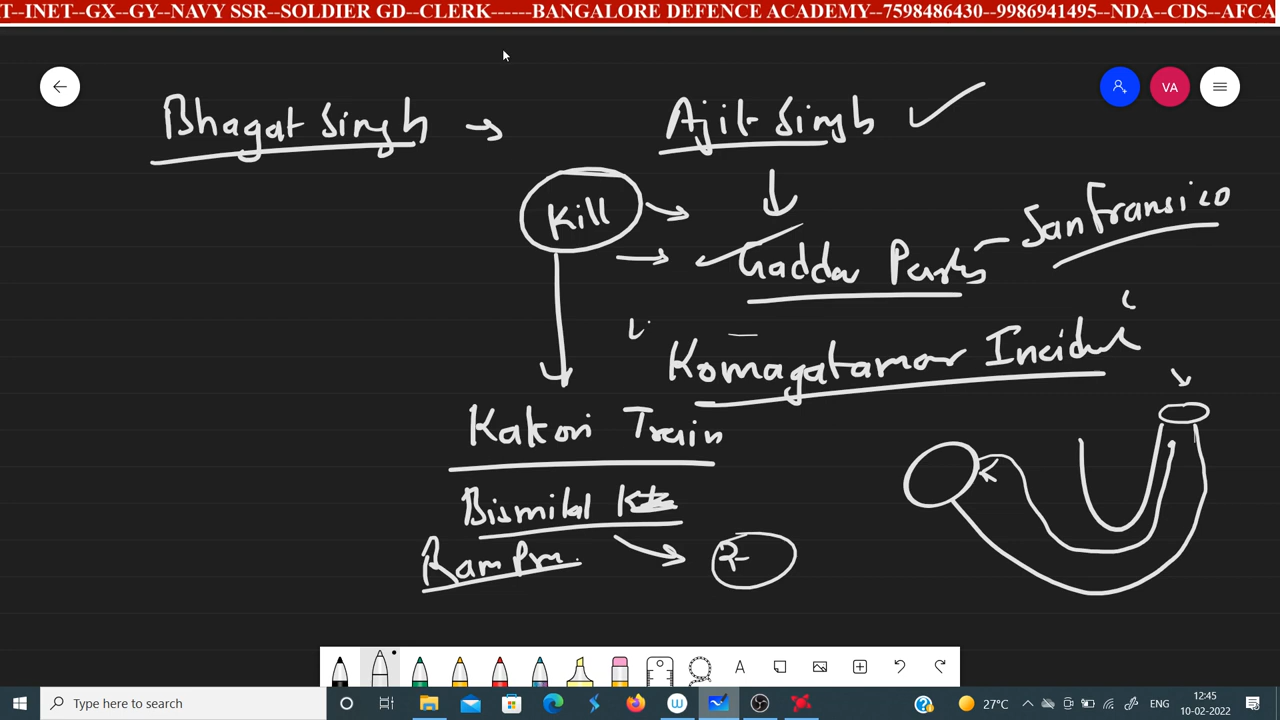 T--INET--GX--GY--NAVY SSR--SOLDIER GD--CLERK------BANGALORE DEFENCE ACADEMY--7598486430--9986941495--NDA--CDS--AFCA
VA
Bhagat Singh → Ajit Singh ✓
Kill
Gaddar Party - San Fransico
Komagatamar Incident
Kakori Train
Bismilal
Ram Pra.
A
Type here to search
27°C
ENG
12:45
10-02-2022